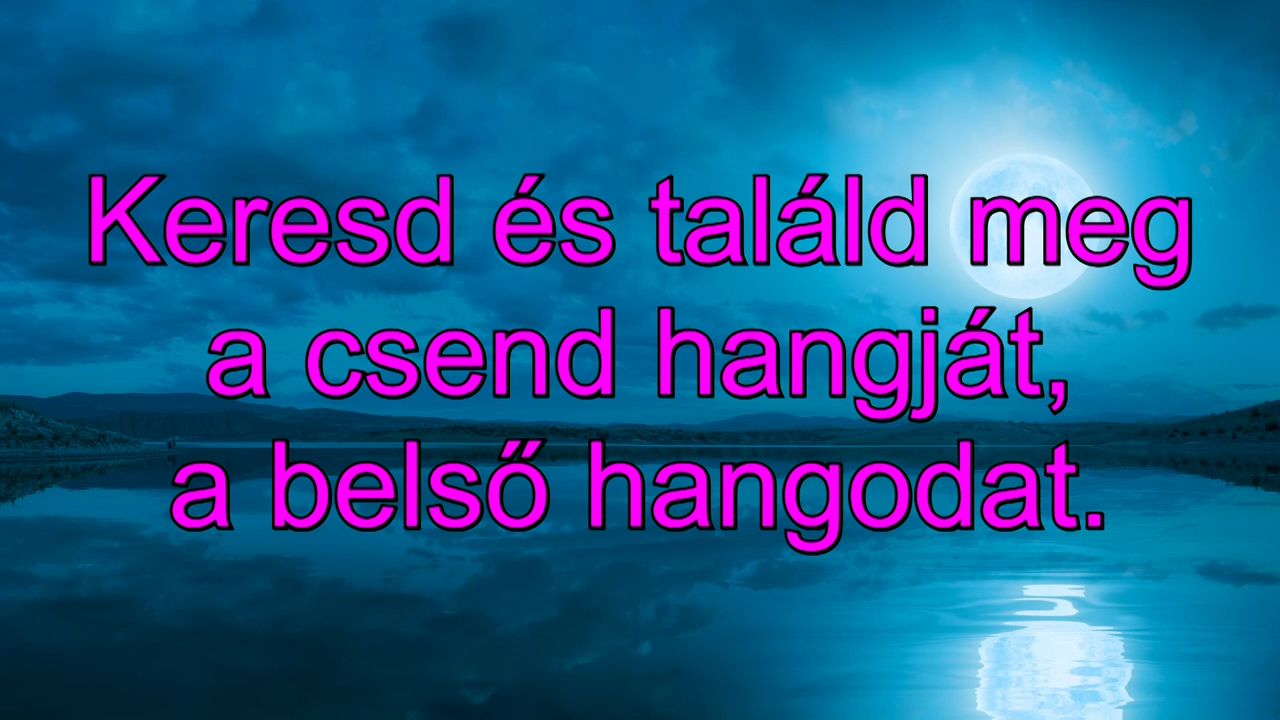 Keresd és találd meg
a csend hangját,
a belső hangodat.